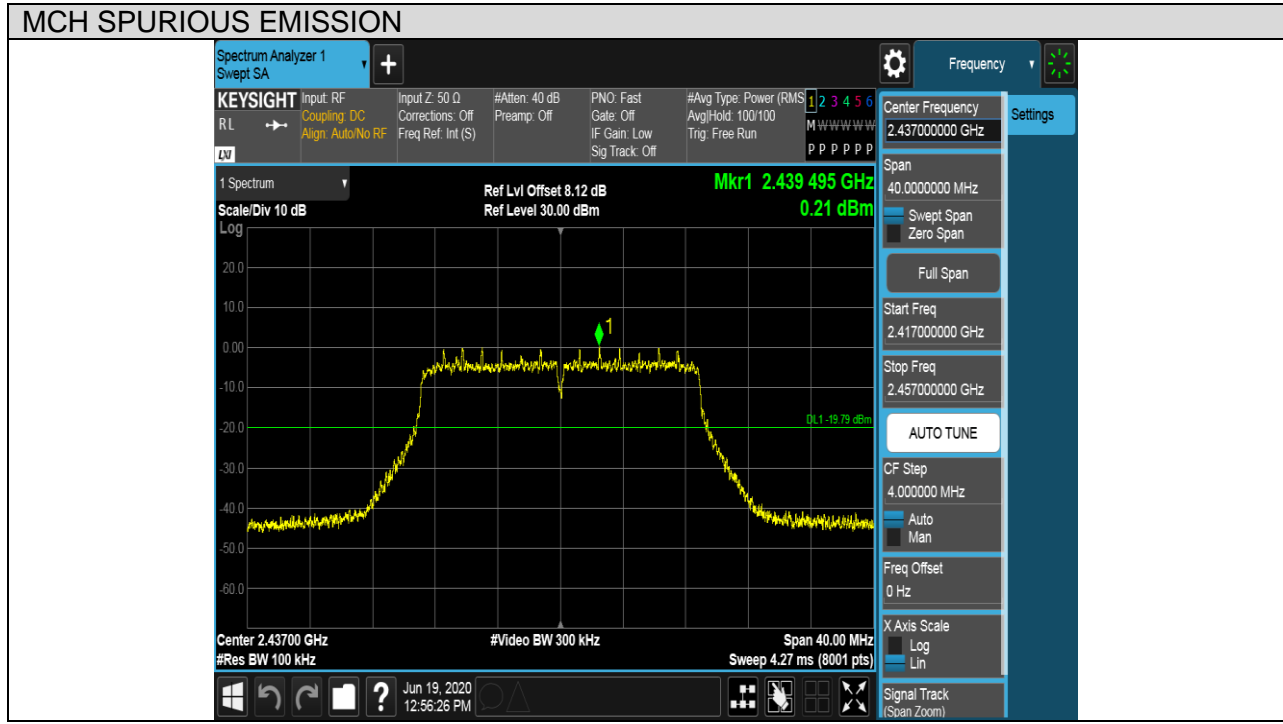 MCH SPURIOUS EMISSION
Spectrum Analyzer 1
Swept SA
+
Frequency
KEYSIGHT
RL
LXI
Input: RF
Coupling: DC
Align: Auto/No RF
Input Z: 50 Ω
Corrections: Off
Freq Ref: Int (S)
#Atten: 40 dB
Preamp: Off
PNO: Fast
Gate: Off
IF Gain: Low
Sig Track: Off
#Avg Type: Power (RMS
Avg|Hold: 100/100
Trig: Free Run
1 2 3 4 5 6
M W W W W W
P P P P P P
1 Spectrum
Scale/Div 10 dB
Ref Lvl Offset 8.12 dB
Ref Level 30.00 dBm
Mkr1 2.439 495 GHz
0.21 dBm
Log
20.0
10.0
0.00
-10.0
-20.0
-30.0
-40.0
-50.0
-60.0
1
DL1 -19.79 dBm
Center 2.43700 GHz
#Res BW 100 kHz
#Video BW 300 kHz
Span 40.00 MHz
Sweep 4.27 ms (8001 pts)
?
Jun 19, 2020
12:56:26 PM
Center Frequency
2.437000000 GHz
Settings
Span
40.0000000 MHz
Swept Span
Zero Span
Full Span
Start Freq
2.417000000 GHz
Stop Freq
2.457000000 GHz
AUTO TUNE
CF Step
4.000000 MHz
Auto
Man
Freq Offset
0 Hz
X Axis Scale
Log
Lin
Signal Track
(Span Zoom)